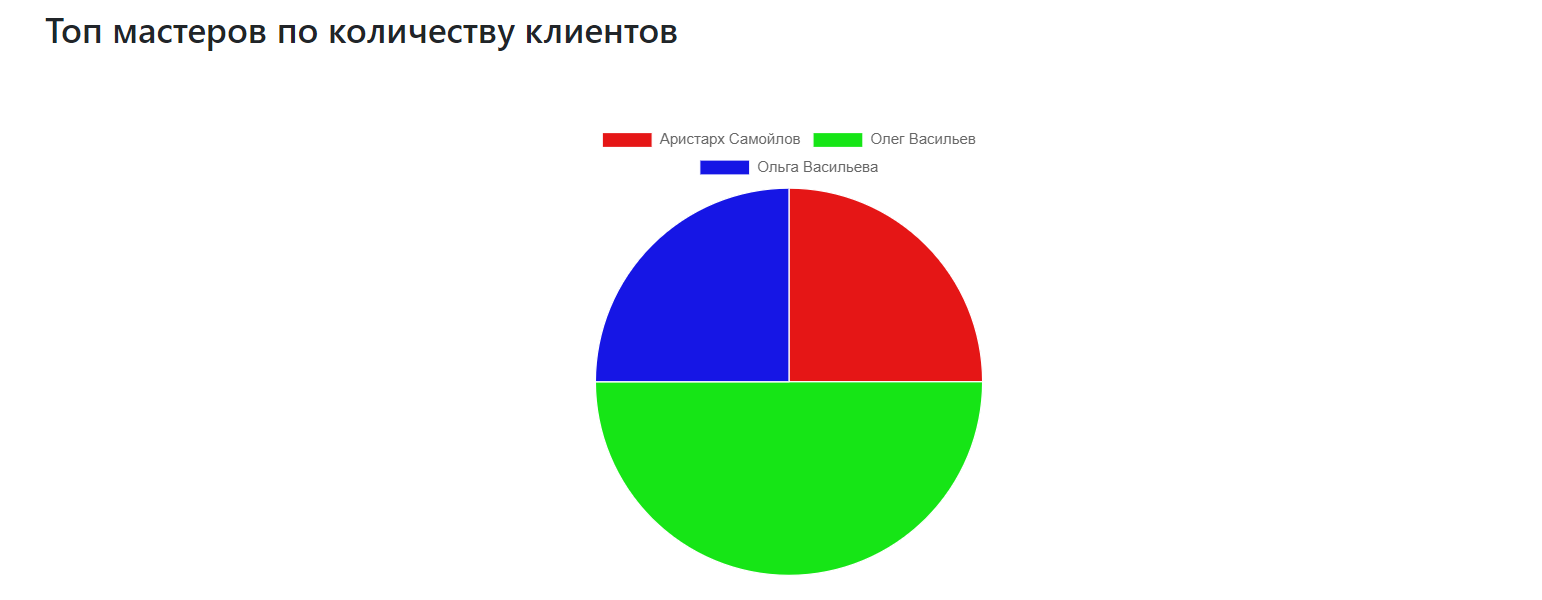 Топ мастеров по количеству клиентов
Аристарх Самойлов Олег Васильев
Ольга Васильева